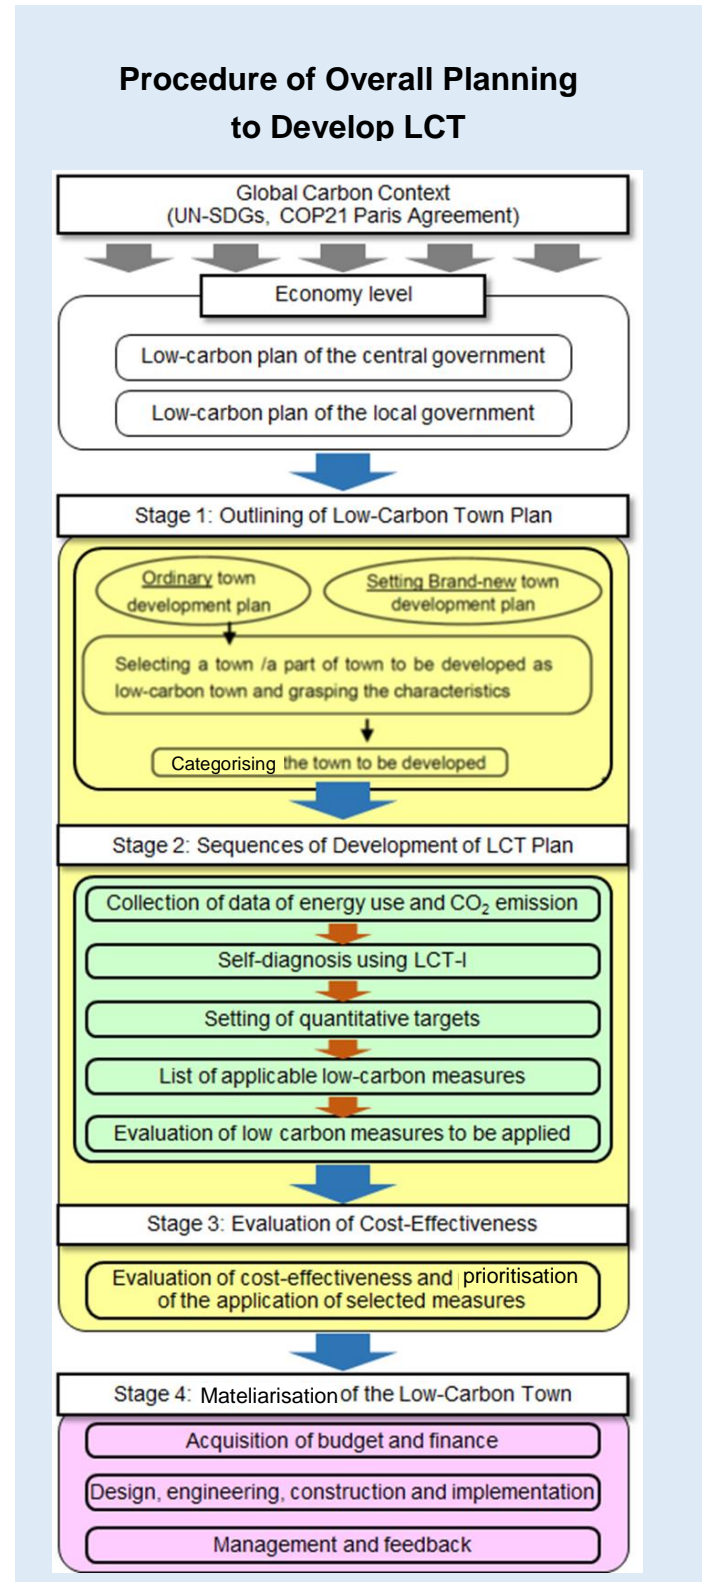 Procedure of Overall Planning
to Develop LCT
Global Carbon Context
(UN-SDGs, COP21 Paris Agreement)
Economy level
Low-carbon plan of the central government
Low-carbon plan of the local government
Stage 1: Outlining of Low-Carbon Town Plan
Ordinary town
development plan
Setting Brand-new town
development plan
Selecting a town /a part of town to be developed as
low-carbon town and grasping the characteristics
Categorising the town to be developed
Stage 2: Sequences of Development of LCT Plan
Collection of data of energy use and CO₂ emission
Self-diagnosis using LCT-I
Setting of quantitative targets
List of applicable low-carbon measures
Evaluation of low carbon measures to be applied
Stage 3: Evaluation of Cost-Effectiveness
Evaluation of cost-effectiveness and prioritisation
of the application of selected measures
Stage 4: Mateliarisation of the Low-Carbon Town
Acquisition of budget and finance
Design, engineering, construction and implementation
Management and feedback